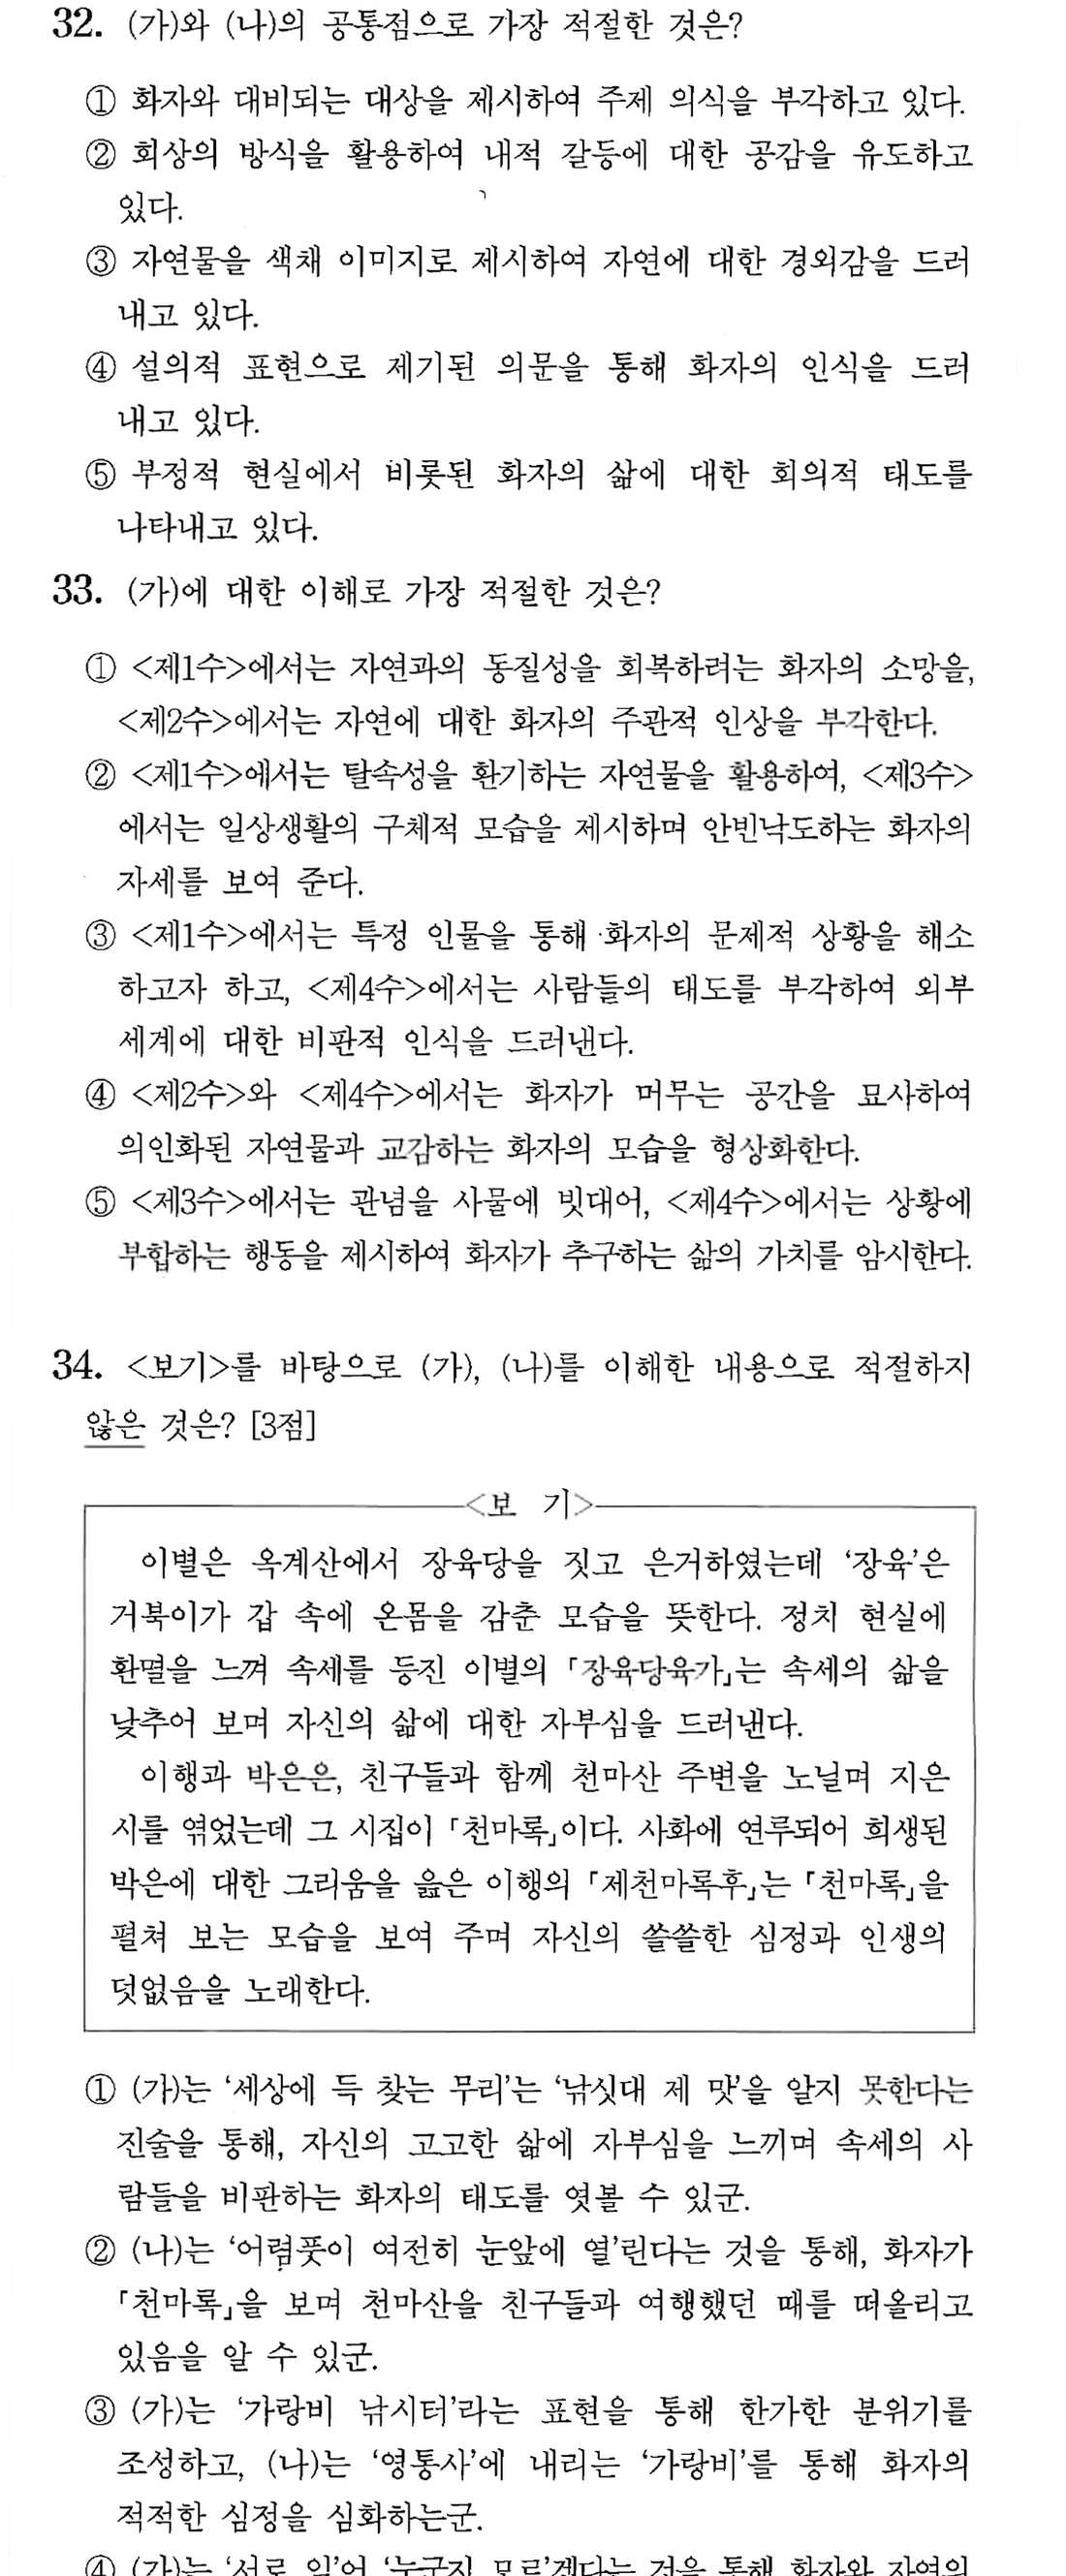 32. (가)와 (나)의 공통점으로 가장 적절한 것은?
① 화자와 대비되는 대상을 제시하여 주제 의식을 부각하고 있다.
② 회상의 방식을 활용하여 내적 갈등에 대한 공감을 유도하고
있다.
③ 자연물을 색채 이미지로 제시하여 자연에 대한 경외감을 드러
내고 있다.
④ 설의적 표현으로 제기된 의문을 통해 화자의 인식을 드러
내고 있다.
⑤ 부정적 현실에서 비롯된 화자의 삶에 대한 회의적 태도를
나타내고 있다.
33. (가)에 대한 이해로 가장 적절한 것은?
① <제1수>에서는 자연과의 동질성을 회복하려는 화자의 소망을,
<제2수>에서는 자연에 대한 화자의 주관적 인상을 부각한다.
② <제1수>에서는 탈속성을 환기하는 자연물을 활용하여, <제3수>
에서는 일상생활의 구체적 모습을 제시하며 안빈낙도하는 화자의
자세를 보여 준다.
③ <제1수>에서는 특정 인물을 통해 화자의 문제적 상황을 해소
하고자 하고, <제4수>에서는 사람들의 태도를 부각하여 외부
세계에 대한 비판적 인식을 드러낸다.
④ <제2수>와 <제4수>에서는 화자가 머무는 공간을 묘사하여
의인화된 자연물과 교감하는 화자의 모습을 형상화한다.
⑤ <제3수>에서는 관념을 사물에 빗대어, <제4수>에서는 상황에
부합하는 행동을 제시하여 화자가 추구하는 삶의 가치를 암시한다.
34. <보기>를 바탕으로 (가), (나)를 이해한 내용으로 적절하지
않은 것은? [3점]
<보 기>
이별은 옥계산에서 장육당을 짓고 은거하였는데 ‘장육’은
거북이가 갑 속에 온몸을 감춘 모습을 뜻한다. 정치 현실에
환멸을 느껴 속세를 등진 이별의 「장육당육가」는 속세의 삶을
낮추어 보며 자신의 삶에 대한 자부심을 드러낸다.
이행과 박은은, 친구들과 함께 천마산 주변을 노닐며 지은
시를 엮었는데 그 시집이 「천마록」이다. 사화에 연루되어 희생된
박은에 대한 그리움을 읊은 이행의 「제천마록후」는 「천마록」을
펼쳐 보는 모습을 보여 주며 자신의 쓸쓸한 심정과 인생의
덧없음을 노래한다.
① (가)는 ‘세상에 득 찾는 무리’는 ‘낚싯대 제 맛’을 알지 못한다는
진술을 통해, 자신의 고고한 삶에 자부심을 느끼며 속세의 사
람들을 비판하는 화자의 태도를 엿볼 수 있군.
② (나)는 ‘어렴풋이 여전히 눈앞에 열’린다는 것을 통해, 화자가
「천마록」을 보며 천마산을 친구들과 여행했던 때를 떠올리고
있음을 알 수 있군.
③ (가)는 ‘가랑비 낚시터’라는 표현을 통해 한가한 분위기를
조성하고, (나)는 ‘영통사’에 내리는 ‘가랑비’를 통해 화자의
적적한 심정을 심화하는군.
④ (가)는 ‘서로 잊’어 ‘누군지 모르’겠다는 것을 통해 화자와 자연의